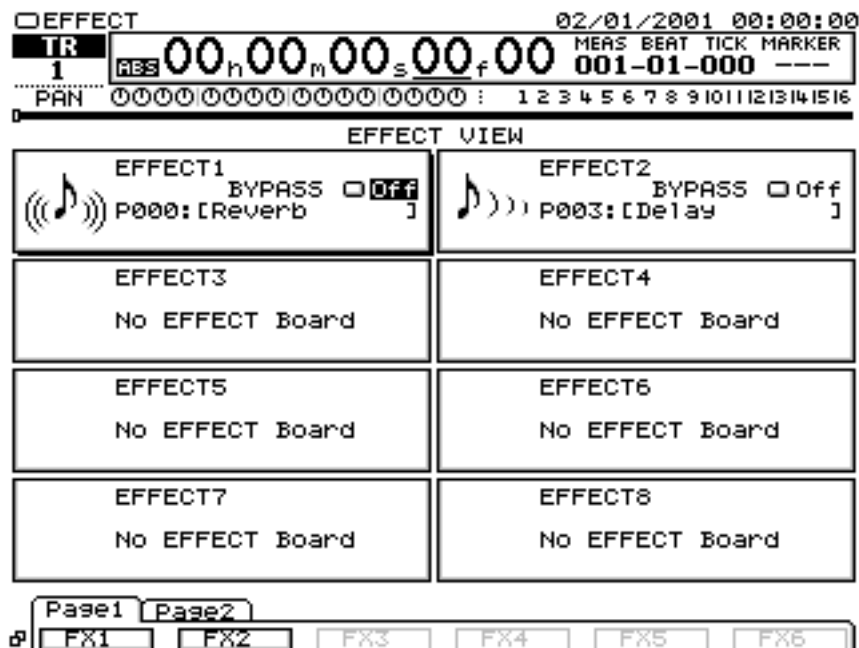 EFFECT 02/01/2001 00:00:00
TR 1
ABS 00h00m00s00f00
MEAS BEAT TICK MARKER
001-01-000 ---
PAN 1 2 3 4 5 6 7 8 9 10 11 12 13 14 15 16
EFFECT VIEW
EFFECT1
BYPASS Off
P000:[Reverb ]
EFFECT2
BYPASS Off
P003:[Delay ]
EFFECT3
No EFFECT Board
EFFECT4
No EFFECT Board
EFFECT5
No EFFECT Board
EFFECT6
No EFFECT Board
EFFECT7
No EFFECT Board
EFFECT8
No EFFECT Board
Page1 Page2
FX1 FX2 FX3 FX4 FX5 FX6